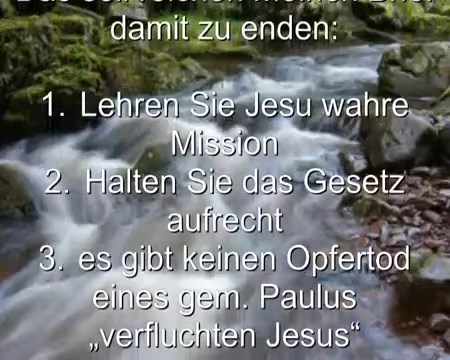 damit zu enden:
1. Lehren Sie Jesu wahre
Mission
2. Halten Sie das Gesetz
aufrecht
3. es gibt keinen Opfertod
eines gem. Paulus
„verfluchten Jesus“